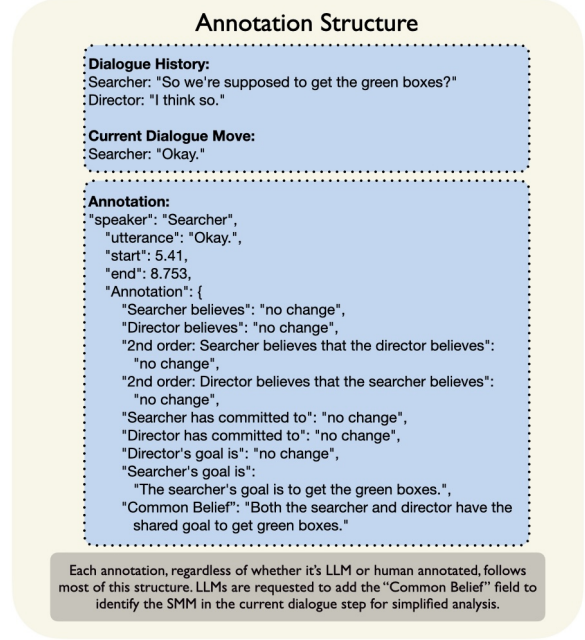 Annotation Structure
Dialogue History:
Searcher: "So we're supposed to get the green boxes?"
Director: "I think so."
Current Dialogue Move:
Searcher: "Okay."
Annotation:
"speaker": "Searcher",
"utterance": "Okay.",
"start": 5.41,
"end": 8.753,
"Annotation": {
"Searcher believes": "no change",
"Director believes": "no change",
"2nd order: Searcher believes that the director believes":
"no change",
"2nd order: Director believes that the searcher believes":
"no change",
"Searcher has committed to": "no change",
"Director has committed to": "no change",
"Director's goal is": "no change",
"Searcher's goal is":
"The searcher's goal is to get the green boxes.",
"Common Belief”: "Both the searcher and director have the
shared goal to get green boxes."
Each annotation, regardless of whether it's LLM or human annotated, follows
most of this structure. LLMs are requested to add the “Common Belief” field to
identify the SMM in the current dialogue step for simplified analysis.